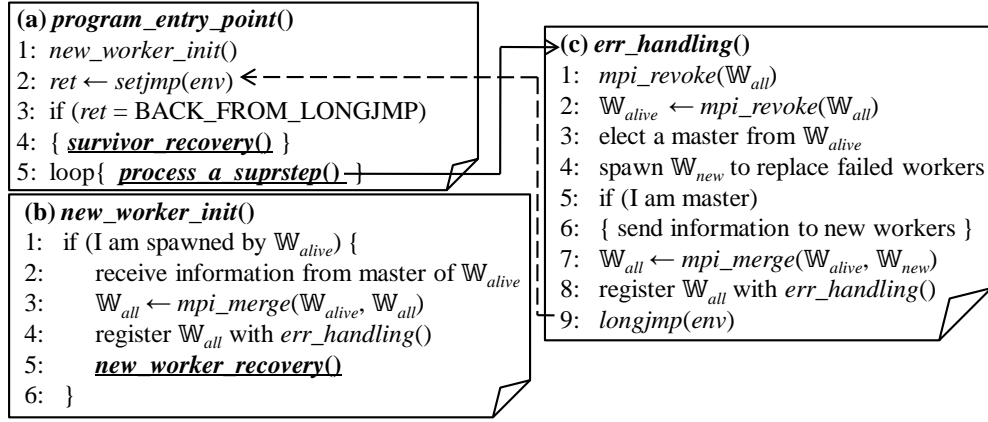 (a) program_entry_point()
1: new_worker_init()
2: ret ← setjmp(env)
3: if (ret = BACK_FROM_LONGJMP)
4: { survivor_recovery() }
5: loop{ process_a_suprstep() }
(b) new_worker_init()
1: if (I am spawned by 𝕎alive) {
2: receive information from master of 𝕎alive
3: 𝕎all ← mpi_merge(𝕎alive, 𝕎all)
4: register 𝕎all with err_handling()
5: new_worker_recovery()
6: }
(c) err_handling()
1: mpi_revoke(𝕎all)
2: 𝕎alive ← mpi_revoke(𝕎all)
3: elect a master from 𝕎alive
4: spawn 𝕎new to replace failed workers
5: if (I am master)
6: { send information to new workers }
7: 𝕎all ← mpi_merge(𝕎alive, 𝕎new)
8: register 𝕎all with err_handling()
9: longjmp(env)